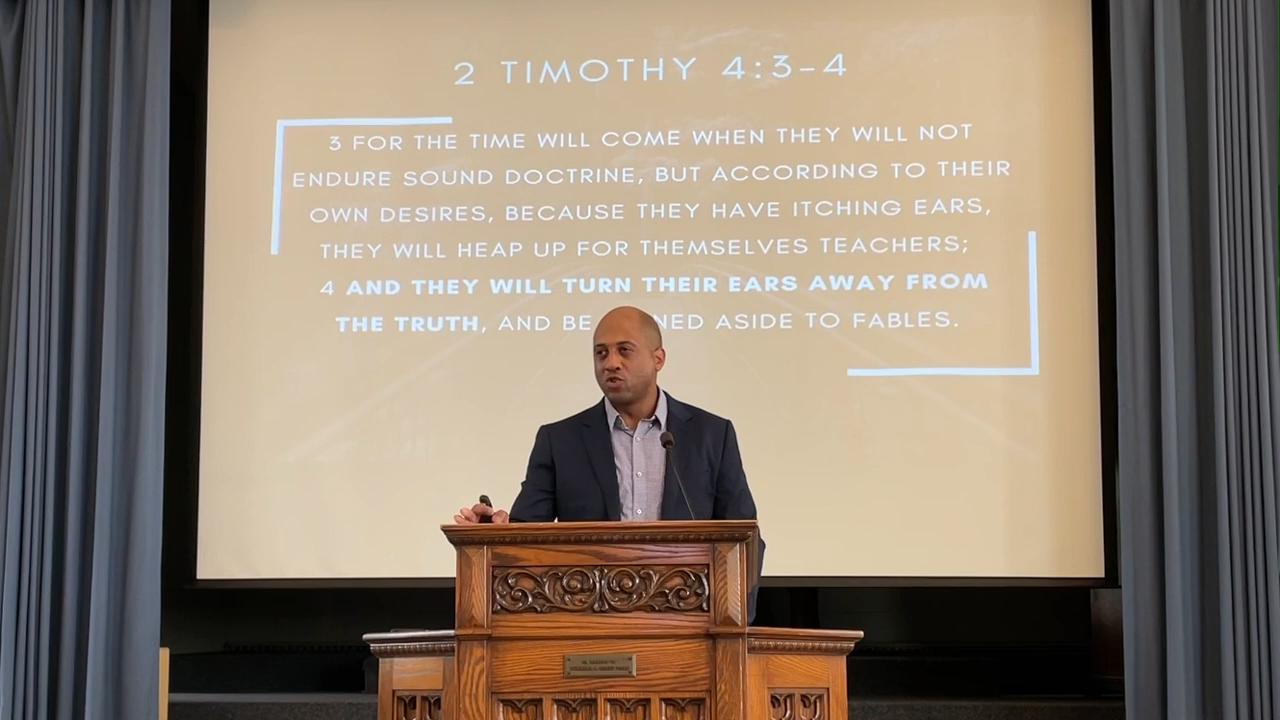 2 TIMOTHY 4:3-4
3 FOR THE TIME WILL COME WHEN THEY WILL NOT
ENDURE SOUND DOCTRINE, BUT ACCORDING TO THEIR
OWN DESIRES, BECAUSE THEY HAVE ITCHING EARS,
THEY WILL HEAP UP FOR THEMSELVES TEACHERS;
4 AND THEY WILL TURN THEIR EARS AWAY FROM
THE TRUTH, AND BE ASIDE TO FABLES.